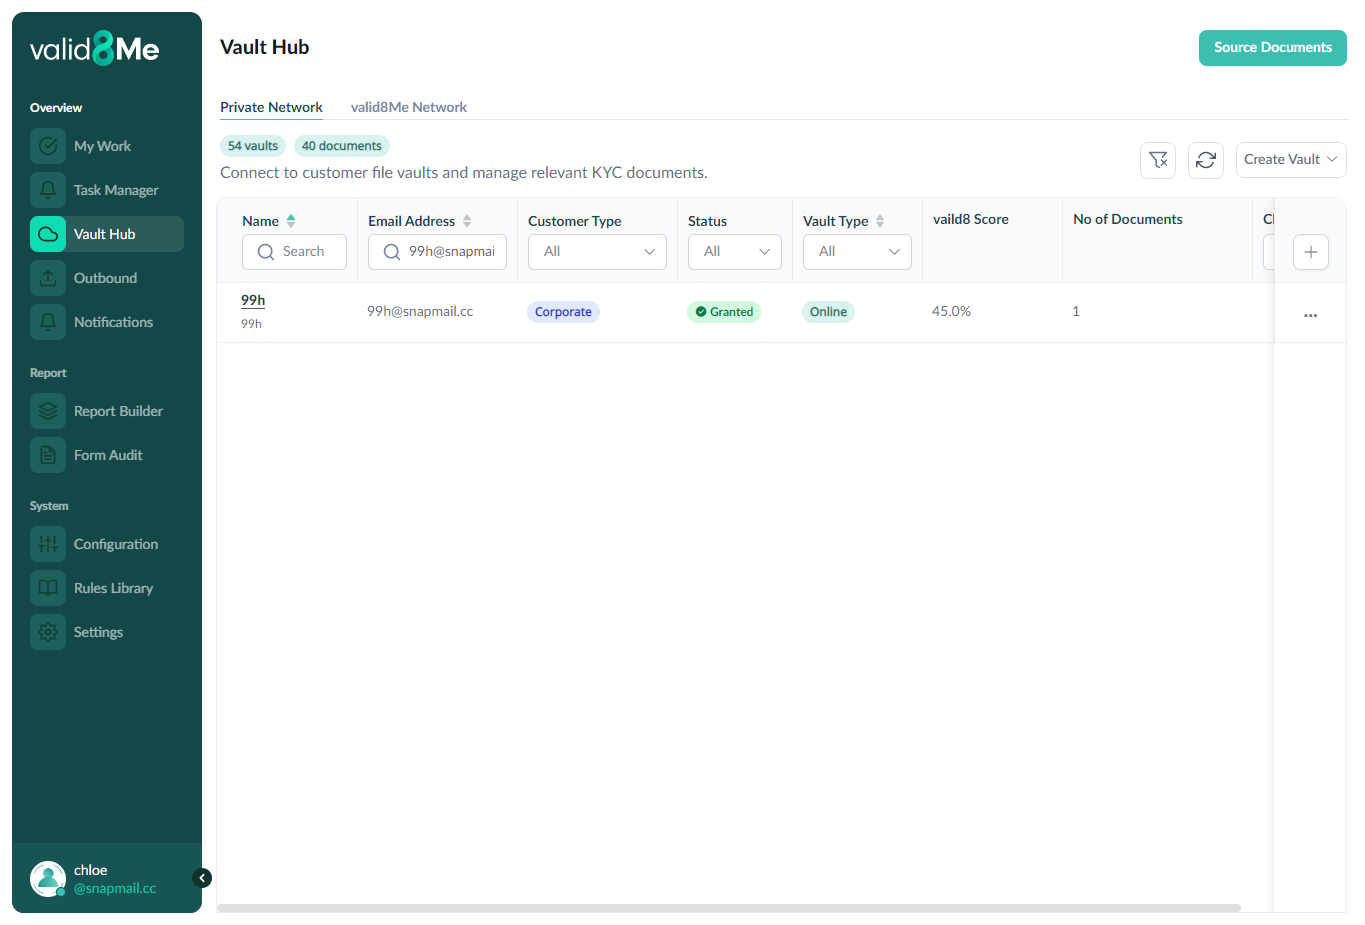 valid8Me
Overview
My Work
Task Manager
Vault Hub
Outbound
Notifications
Report
Report Builder
Form Audit
System
Configuration
Rules Library
Settings
chloe
@snapmail.cc
Vault Hub
Source Documents
Private Network
valid8Me Network
54 vaults
40 documents
Connect to customer file vaults and manage relevant KYC documents.
Create Vault
Name
Email Address
Customer Type
Status
Vault Type
vaild8 Score
No of Documents
Search
99h@snapmai
All
All
All
99h
99h
99h@snapmail.cc
Corporate
Granted
Online
45.0%
1